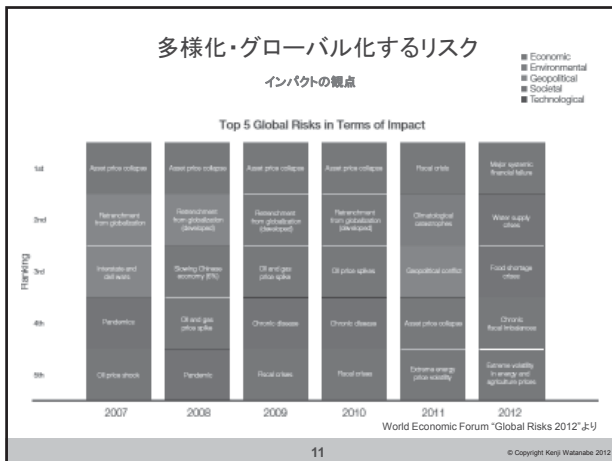 多様化・グローバル化するリスク
インパクトの観点
Economic
Environmental
Geopolitical
Societal
Technological
Top 5 Global Risks in Terms of Impact
Ranking
1st
Asset price collapse
Asset price collapse
Asset price collapse
Asset price collapse
Fiscal crisis
Major systemic
financial failure
2nd
Retrenchment
from globalization
Retrenchment
from globalization
(developed)
Retrenchment
from globalization
(developed)
Retrenchment
from globalization
(developed)
Climatological
catastrophes
Water supply
crises
3rd
Interstate and
civil wars
Slowing Chinese
economy (6%)
Oil and gas
price spike
Oil price spikes
Geopolitical conflict
Food shortage
crises
4th
Pandemics
Oil and gas
price spike
Chronic disease
Chronic disease
Asset price collapse
Chronic
fiscal imbalances
5th
Oil price shock
Pandemic
Fiscal crises
Fiscal crises
Extreme energy
price volatility
Extreme volatility
in energy and
agriculture prices
2007
2008
2009
2010
2011
2012
World Economic Forum “Global Risks 2012”より
11
© Copyright Kenji Watanabe 2012